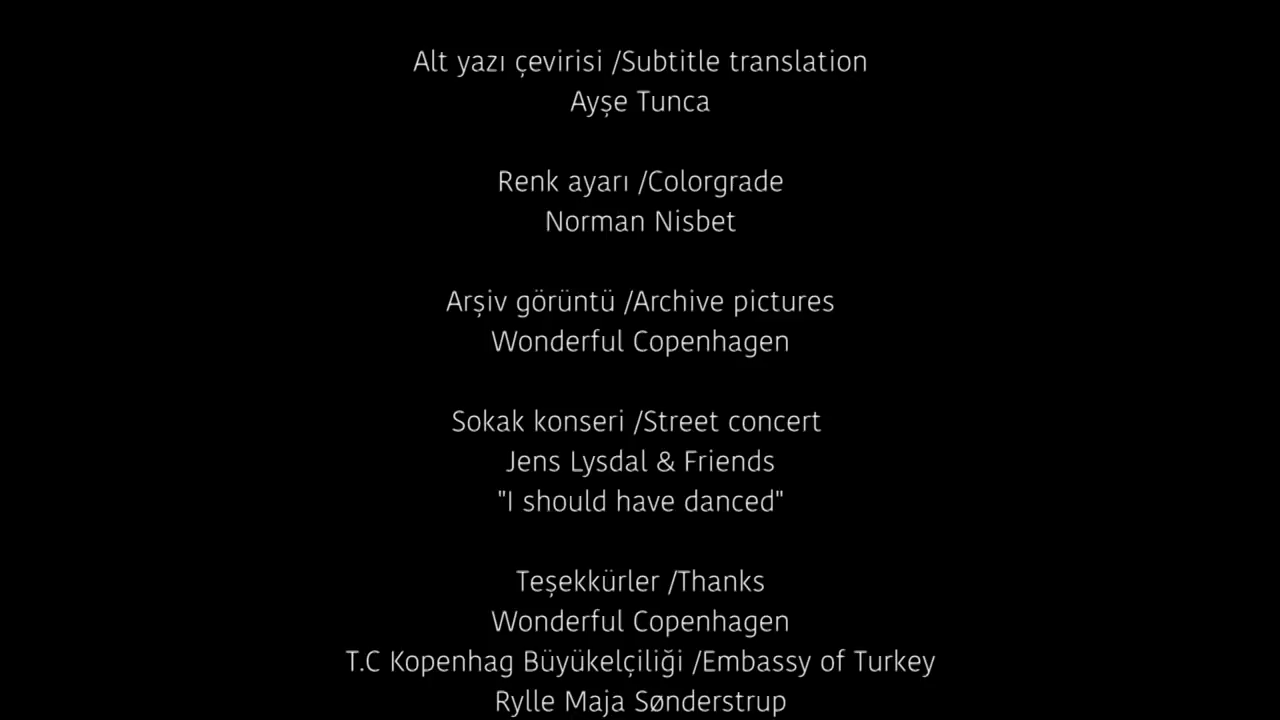 Alt yazı çevirisi /Subtitle translation
Ayşe Tunca
Renk ayarı /Colorgrade
Norman Nisbet
Arşiv görüntü /Archive pictures
Wonderful Copenhagen
Sokak konseri /Street concert
Jens Lysdal & Friends
"I should have danced"
Teşekkürler /Thanks
Wonderful Copenhagen
T.C Kopenhag Büyükelçiliği /Embassy of Turkey
Rylle Maja Sønderstrup